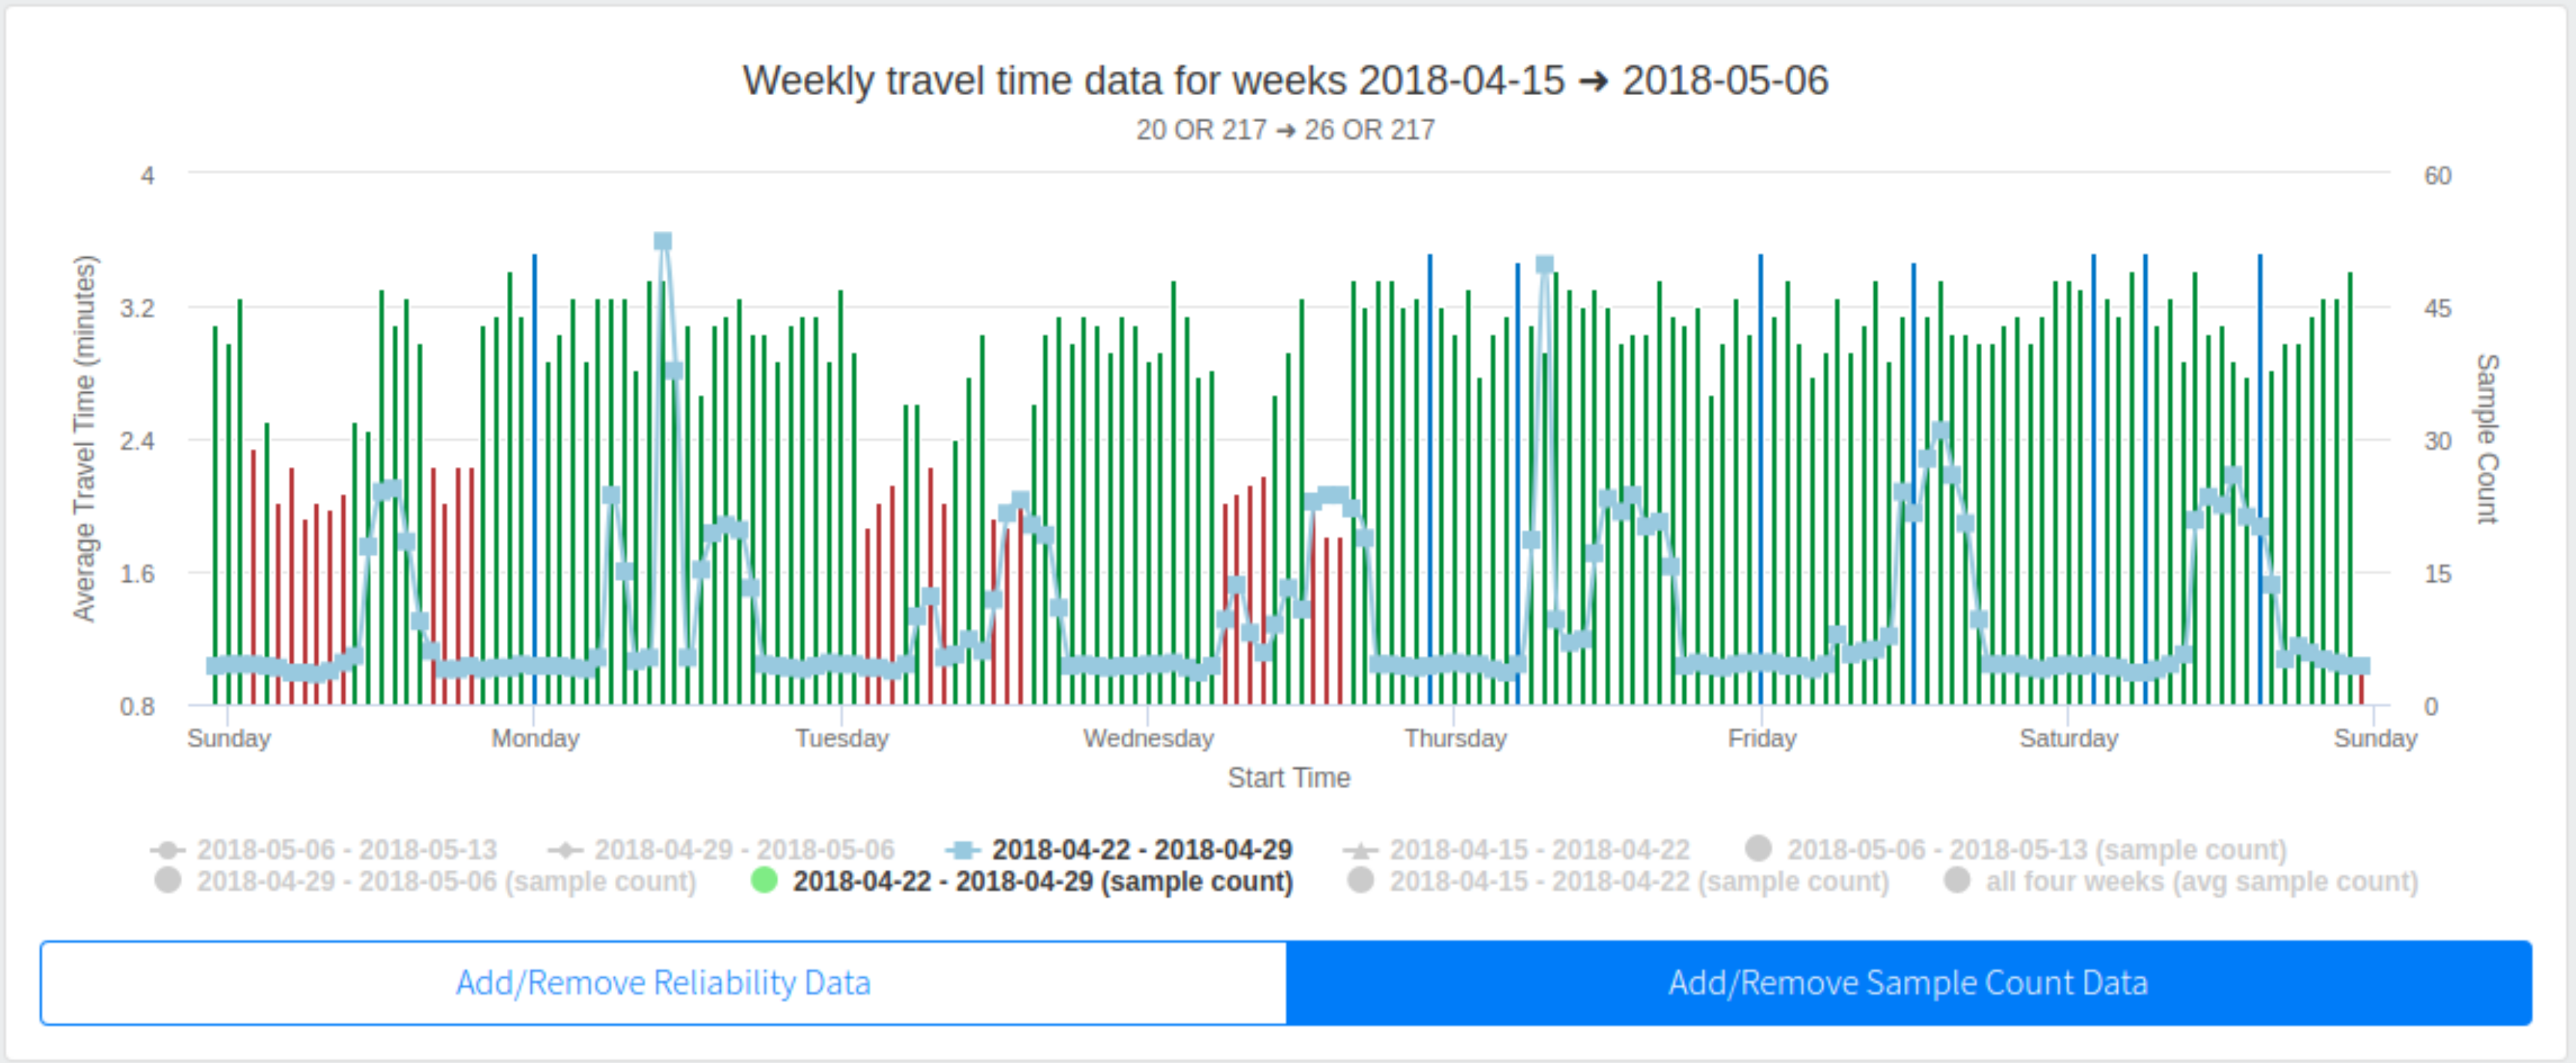 Weekly travel time data for weeks 2018-04-15 ➜ 2018-05-06
20 OR 217 ➜ 26 OR 217
4
3.2
2.4
1.6
0.8
Average Travel Time (minutes)
60
45
30
15
0
Sample Count
Sunday Monday Tuesday Wednesday Thursday Friday Saturday Sunday
Start Time
2018-05-06 - 2018-05-13 2018-04-29 - 2018-05-06 2018-04-22 - 2018-04-29 2018-04-15 - 2018-04-22 2018-05-06 - 2018-05-13 (sample count)
2018-04-29 - 2018-05-06 (sample count) 2018-04-22 - 2018-04-29 (sample count) 2018-04-15 - 2018-04-22 (sample count) all four weeks (avg sample count)
Add/Remove Reliability Data Add/Remove Sample Count Data